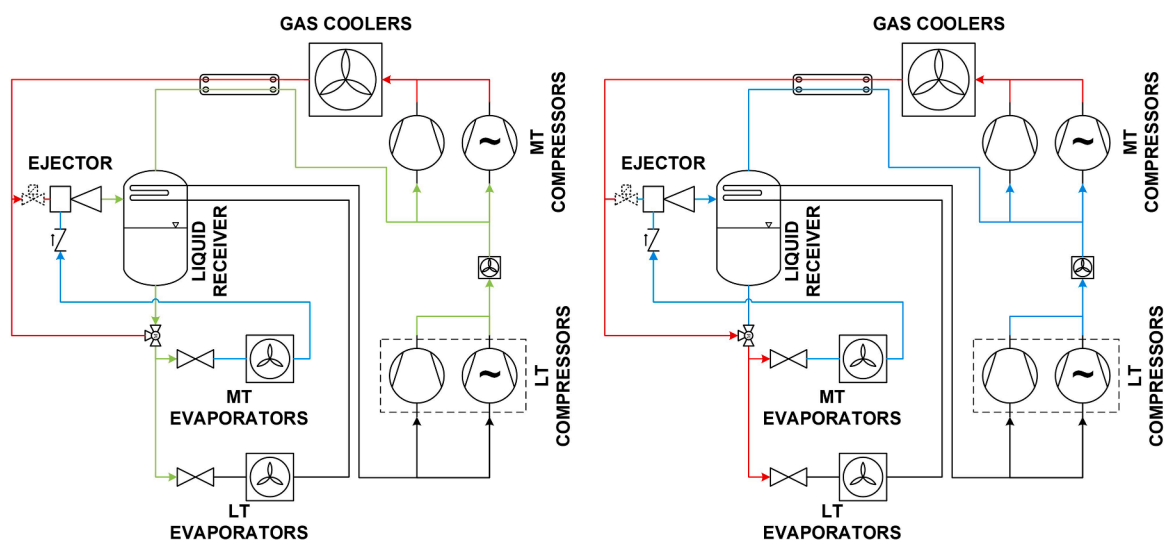 GAS COOLERS
MT
COMPRESSORS
EJECTOR
LIQUID
RECEIVER
~
MT
EVAPORATORS
LT
COMPRESSORS
~
LT
EVAPORATORS
GAS COOLERS
MT
COMPRESSORS
EJECTOR
LIQUID
RECEIVER
~
MT
EVAPORATORS
LT
COMPRESSORS
~
LT
EVAPORATORS